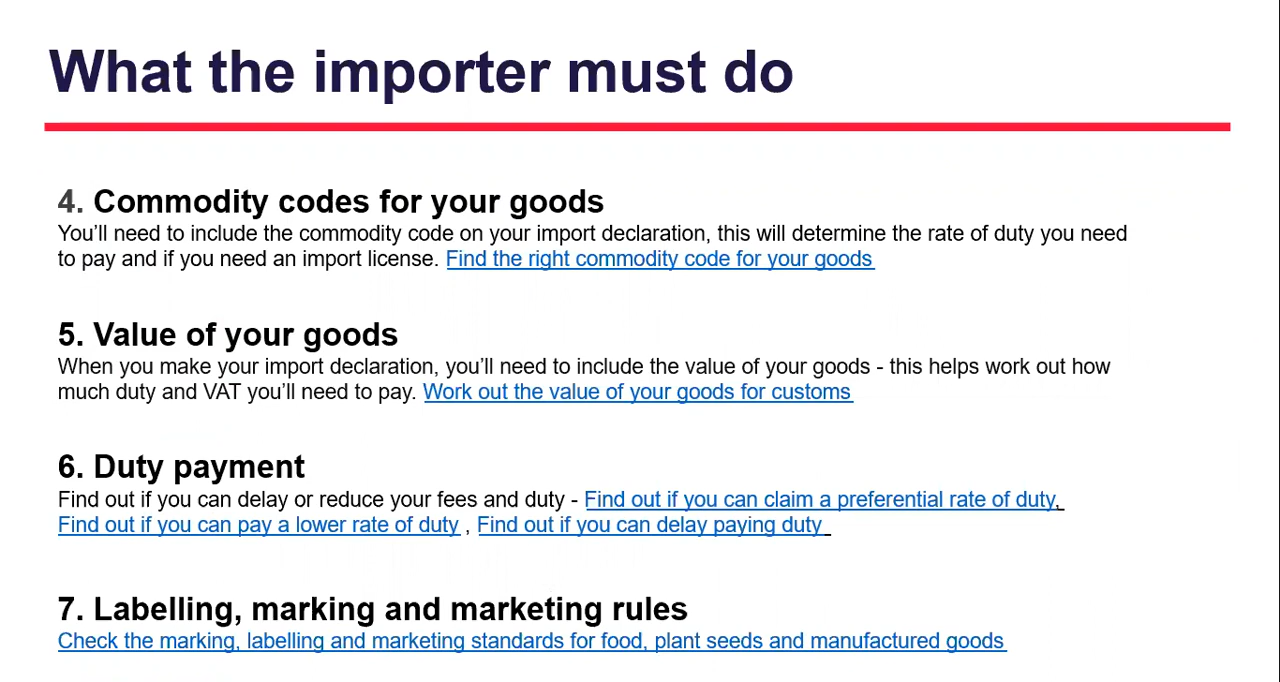 What the importer must do
4. Commodity codes for your goods
You’ll need to include the commodity code on your import declaration, this will determine the rate of duty you need
to pay and if you need an import license. Find the right commodity code for your goods
5. Value of your goods
When you make your import declaration, you’ll need to include the value of your goods - this helps work out how
much duty and VAT you’ll need to pay. Work out the value of your goods for customs
6. Duty payment
Find out if you can delay or reduce your fees and duty - Find out if you can claim a preferential rate of duty,
Find out if you can pay a lower rate of duty , Find out if you can delay paying duty
7. Labelling, marking and marketing rules
Check the marking, labelling and marketing standards for food, plant seeds and manufactured goods